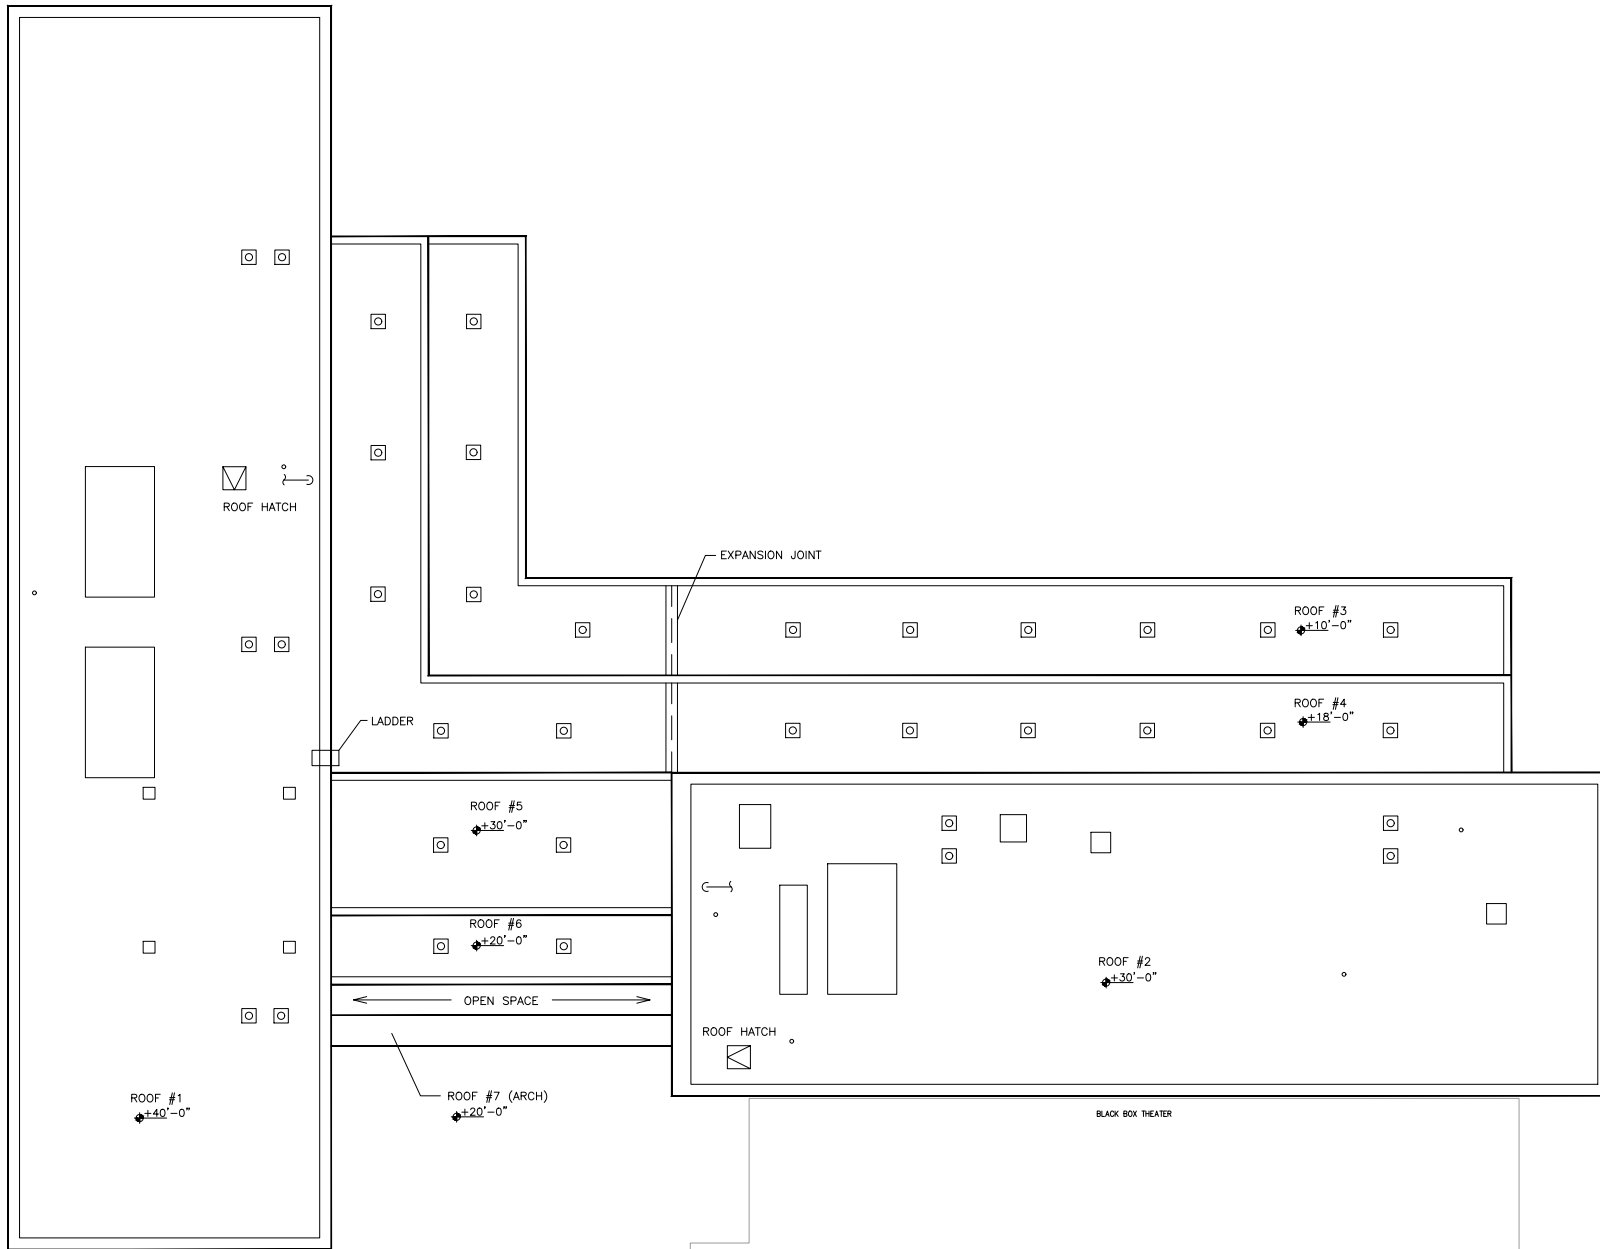 ROOF HATCH
EXPANSION JOINT
ROOF #3
+10'-0"
ROOF #4
+18'-0"
LADDER
ROOF #5
+30'-0"
ROOF #6
+20'-0"
OPEN SPACE
ROOF #2
+30'-0"
ROOF HATCH
ROOF #1
+40'-0"
ROOF #7 (ARCH)
+20'-0"
BLACK BOX THEATER